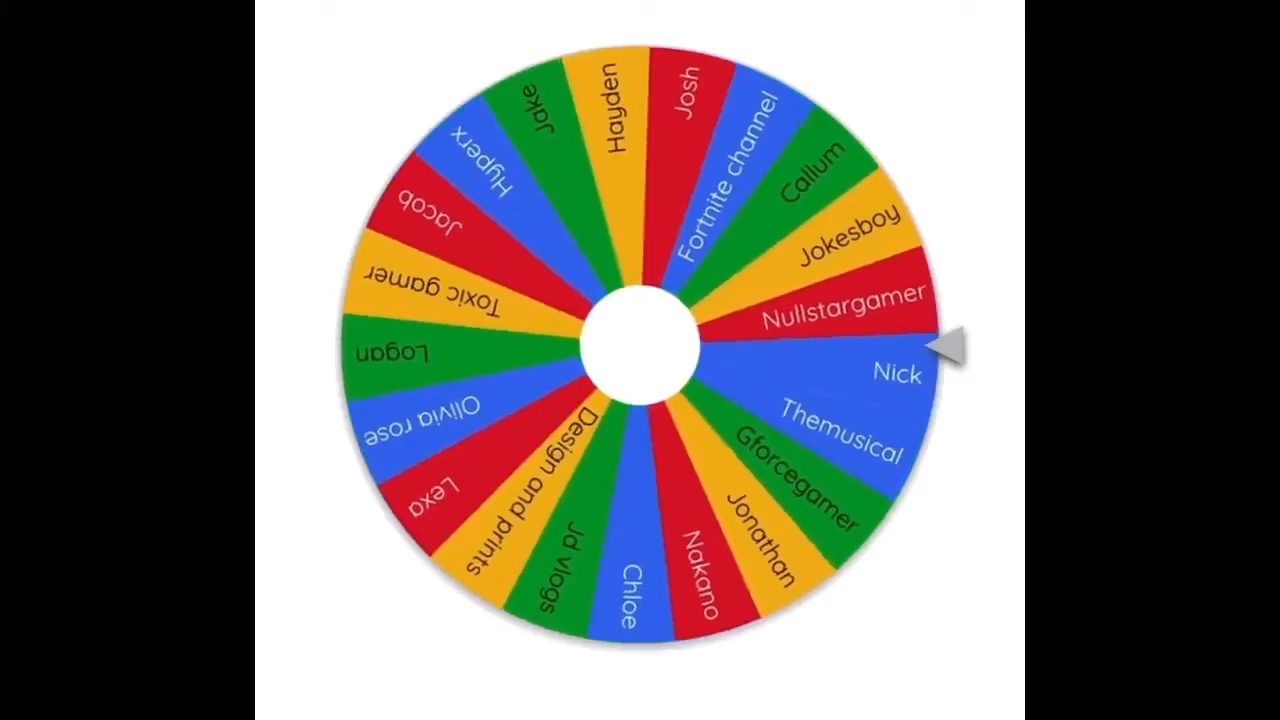 Hayden
Josh
Fortnite channel
Callum
Jokesboy
Nullstargamer
Nick
Themusical
Gforcegamer
Jonathan
Nakano
Chloe
Jd vlogs
Design and prints
Lexa
Olivia rose
Logan
Toxic gamer
Jacob
Hyperx
Jake